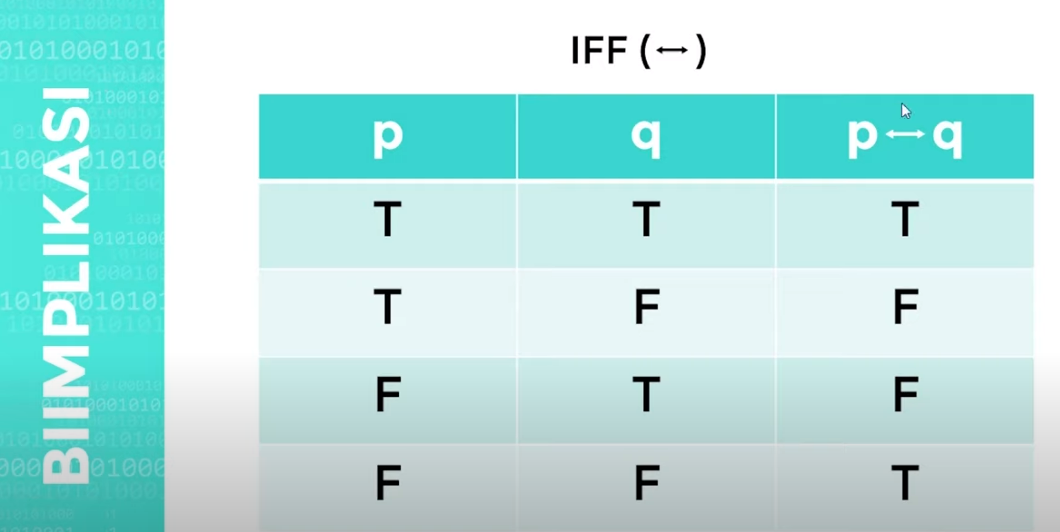 BIIMPLIKASI
IFF (↔)
p q p↔q
T T T
T F F
F T F
F F T